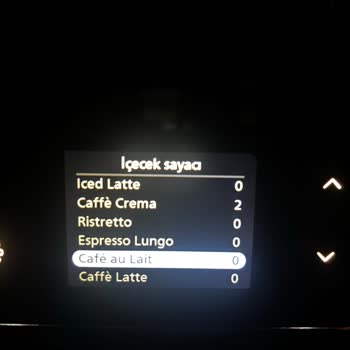 İçecek sayacı
Iced Latte 0
Caffè Crema 2
Ristretto 0
Espresso Lungo 0
Café au Lait 0
Caffè Latte 0